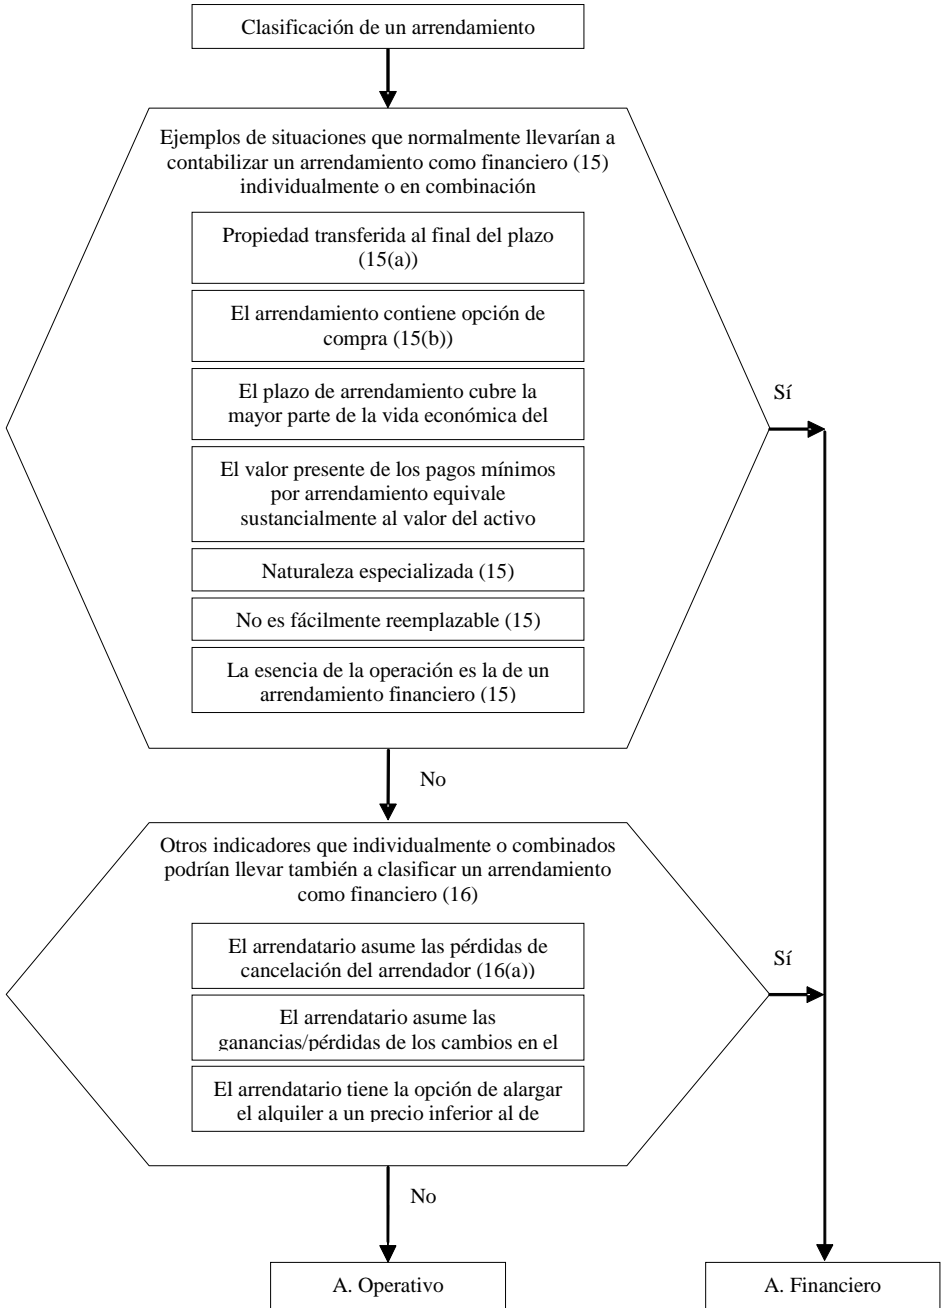 Clasificación de un arrendamiento
Ejemplos de situaciones que normalmente llevarían a
contabilizar un arrendamiento como financiero (15)
individualmente o en combinación
Propiedad transferida al final del plazo
(15(a))
El arrendamiento contiene opción de
compra (15(b))
El plazo de arrendamiento cubre la
mayor parte de la vida económica del
Sí
El valor presente de los pagos mínimos
por arrendamiento equivale
sustancialmente al valor del activo
Naturaleza especializada (15)
No es fácilmente reemplazable (15)
La esencia de la operación es la de un
arrendamiento financiero (15)
No
Otros indicadores que individualmente o combinados
podrían llevar también a clasificar un arrendamiento
como financiero (16)
El arrendatario asume las pérdidas de
cancelación del arrendador (16(a))
Sí
El arrendatario asume las
ganancias/pérdidas de los cambios en el
El arrendatario tiene la opción de alargar
el alquiler a un precio inferior al de
No
A. Operativo
A. Financiero